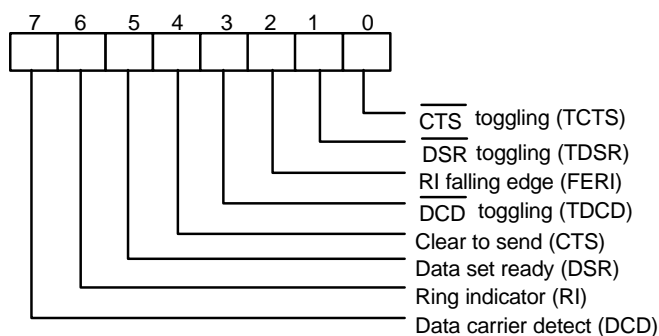 7 6 5 4 3 2 1 0
CTS toggling (TCTS)
DSR toggling (TDSR)
RI falling edge (FERI)
DCD toggling (TDCD)
Clear to send (CTS)
Data set ready (DSR)
Ring indicator (RI)
Data carrier detect (DCD)